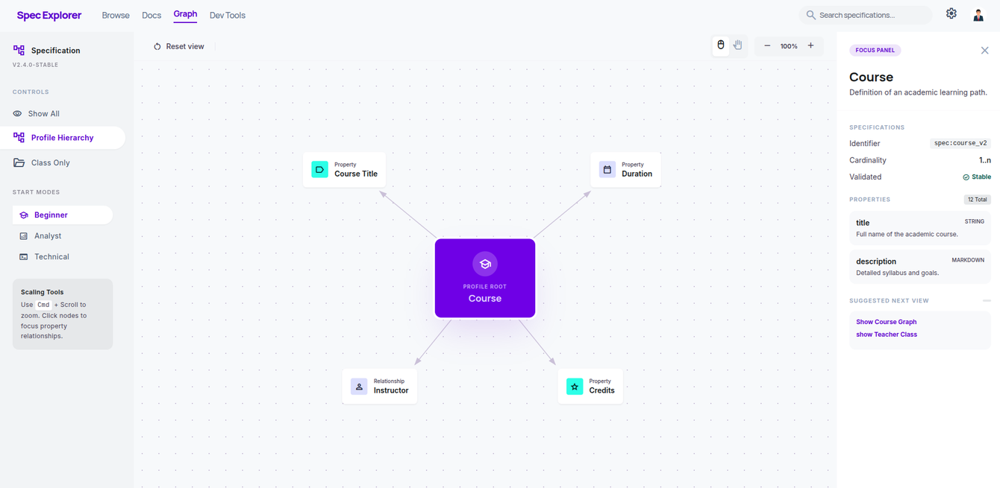 Spec Explorer
Browse
Docs
Graph
Dev Tools
Search specifications...
Specification
V2.4.0-STABLE
CONTROLS
Show All
Profile Hierarchy
Class Only
START MODES
Beginner
Analyst
Technical
Scaling Tools
Use Cmd + Scroll to
zoom. Click nodes to
focus property
relationships.
Reset view
100%
Property
Course Title
Property
Duration
PROFILE ROOT
Course
Relationship
Instructor
Property
Credits
FOCUS PANEL
Course
Definition of an academic learning path.
SPECIFICATIONS
Identifier
spec:course_v2
Cardinality
1..n
Validated
Stable
PROPERTIES
12 Total
title
STRING
Full name of the academic course.
description
MARKDOWN
Detailed syllabus and goals.
SUGGESTED NEXT VIEW
Show Course Graph
show Teacher Class